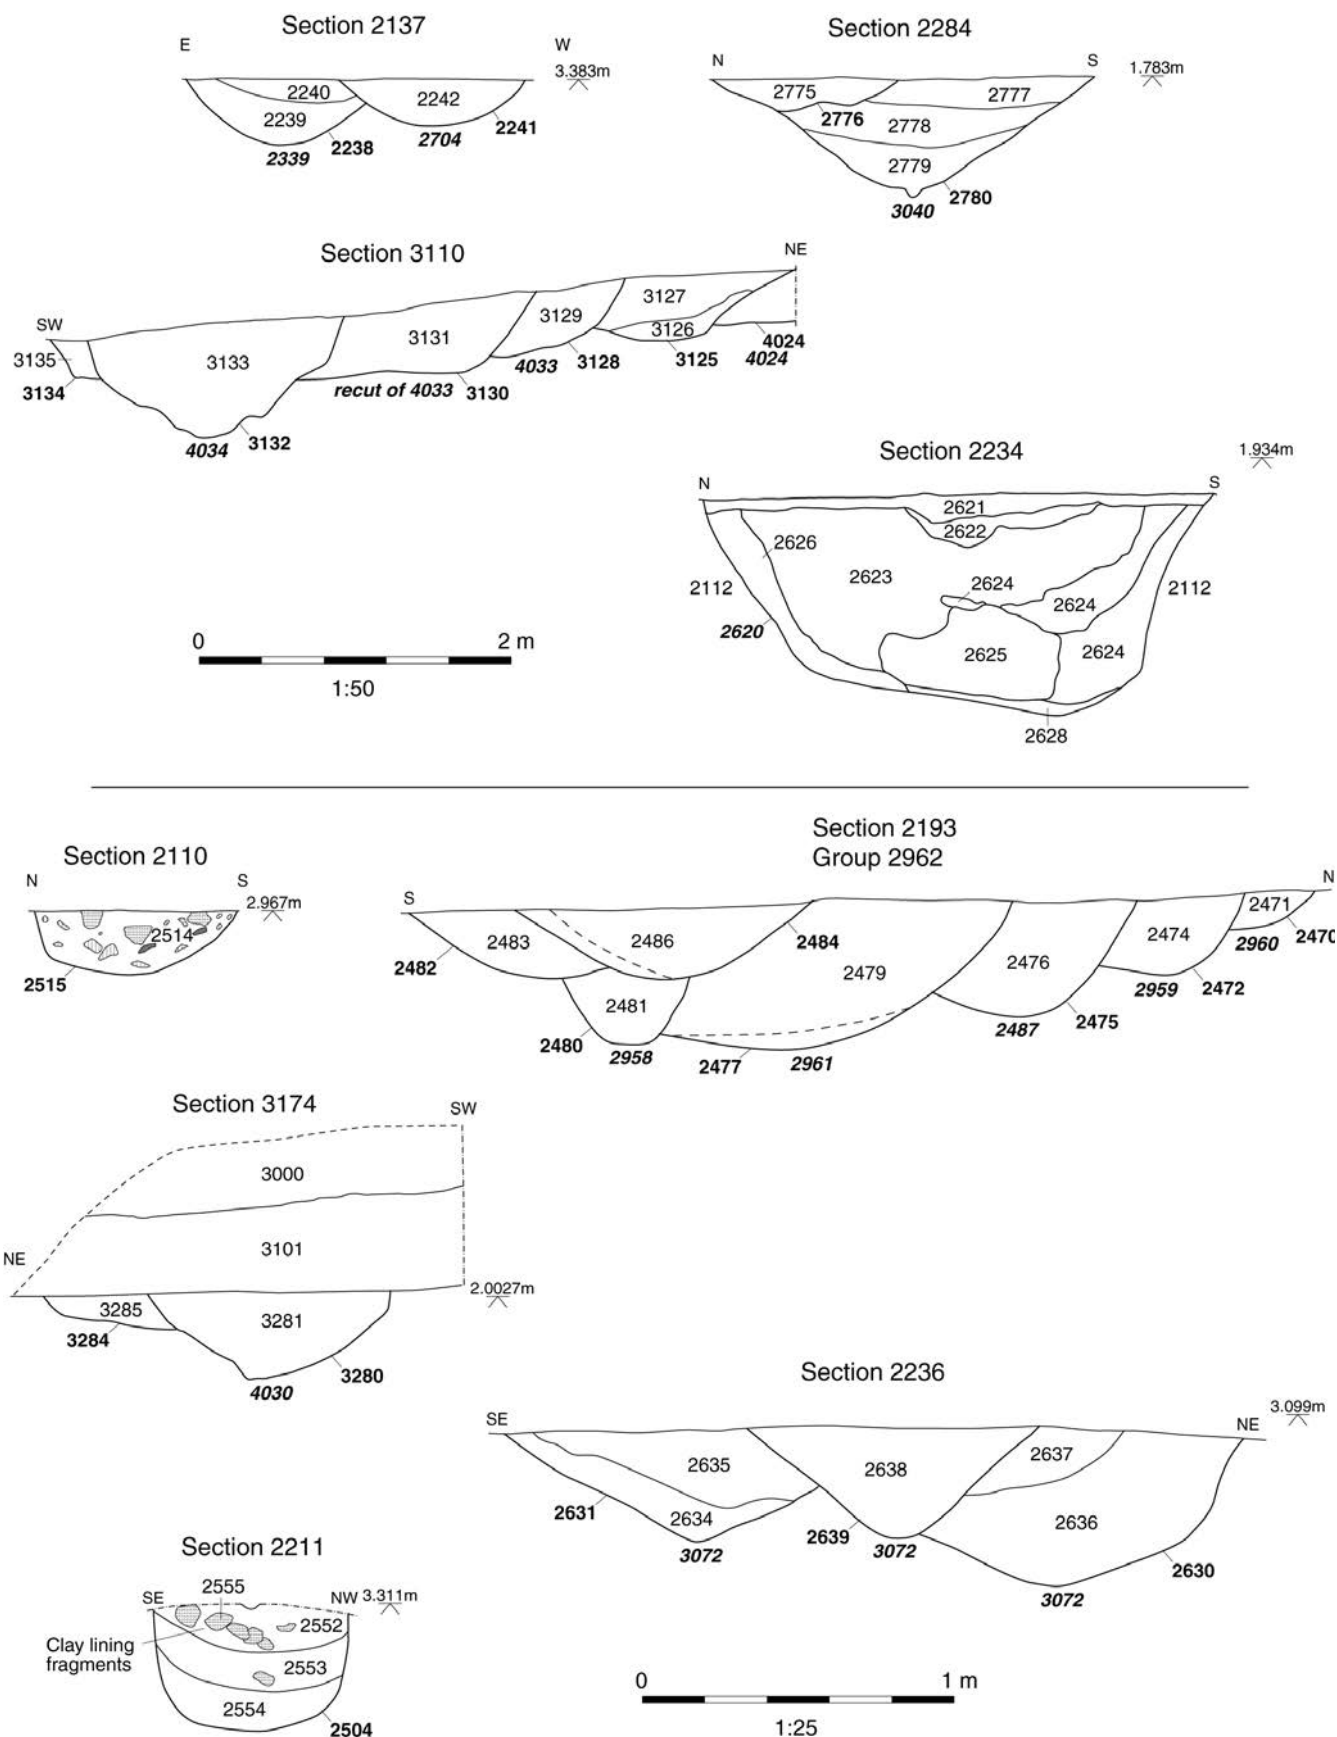 Section 2137
E
W
3.383m
2240
2242
2239
2238
2241
2339
2704
Section 2284
N
S
1.783m
2775
2777
2776
2778
2779
2780
3040
Section 3110
NE
SW
3127
3129
3126
3131
3135
3133
4024
3134
4033
3128
3125
4024
recut of 4033
3130
4034
3132
Section 2234
1.934m
N
S
2621
2622
2626
2623
2624
2112
2112
2624
2620
2625
2624
2628
0
2 m
1:50
Section 2110
N
S
2.967m
2514
2515
Section 2193
Group 2962
S
N
2471
2483
2486
2484
2474
2470
2482
2479
2476
2960
2481
2959
2472
2480
2487
2475
2958
2477
2961
Section 3174
SW
3000
3101
NE
2.0027m
3285
3281
3284
3280
4030
Section 2236
SE
NE
3.099m
2635
2638
2637
2631
2634
2639
2636
3072
3072
2630
3072
Section 2211
2555
SE
NW
3.311m
2552
Clay lining
fragments
2553
2554
2504
0
1 m
1:25